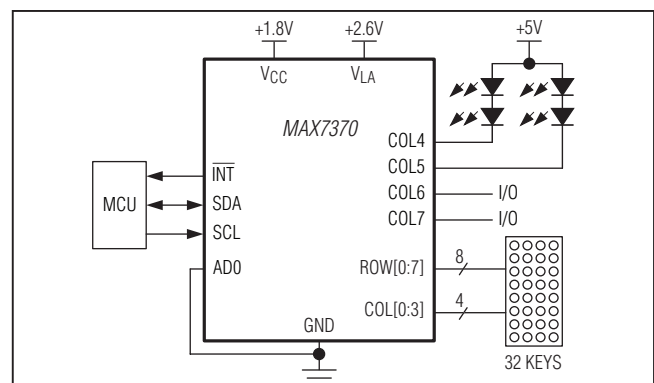 +1.8V +2.6V +5V
VCC VLA
MAX7370
COL4
COL5
INT
COL6 I/O
MCU SDA
COL7 I/O
SCL
AD0
ROW[0:7] 8
COL[0:3] 4
GND
32 KEYS